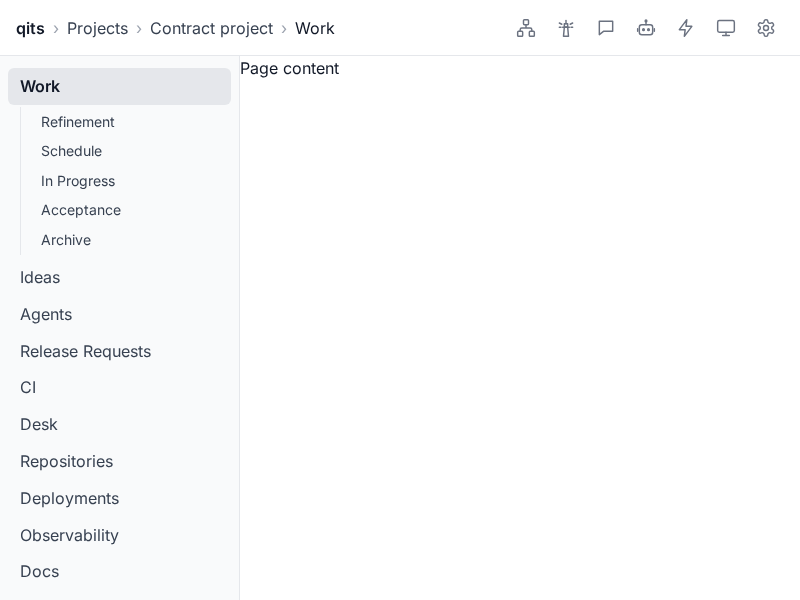 qits › Projects › Contract project › Work
Work
Refinement
Schedule
In Progress
Acceptance
Archive
Ideas
Agents
Release Requests
CI
Desk
Repositories
Deployments
Observability
Docs
Page content